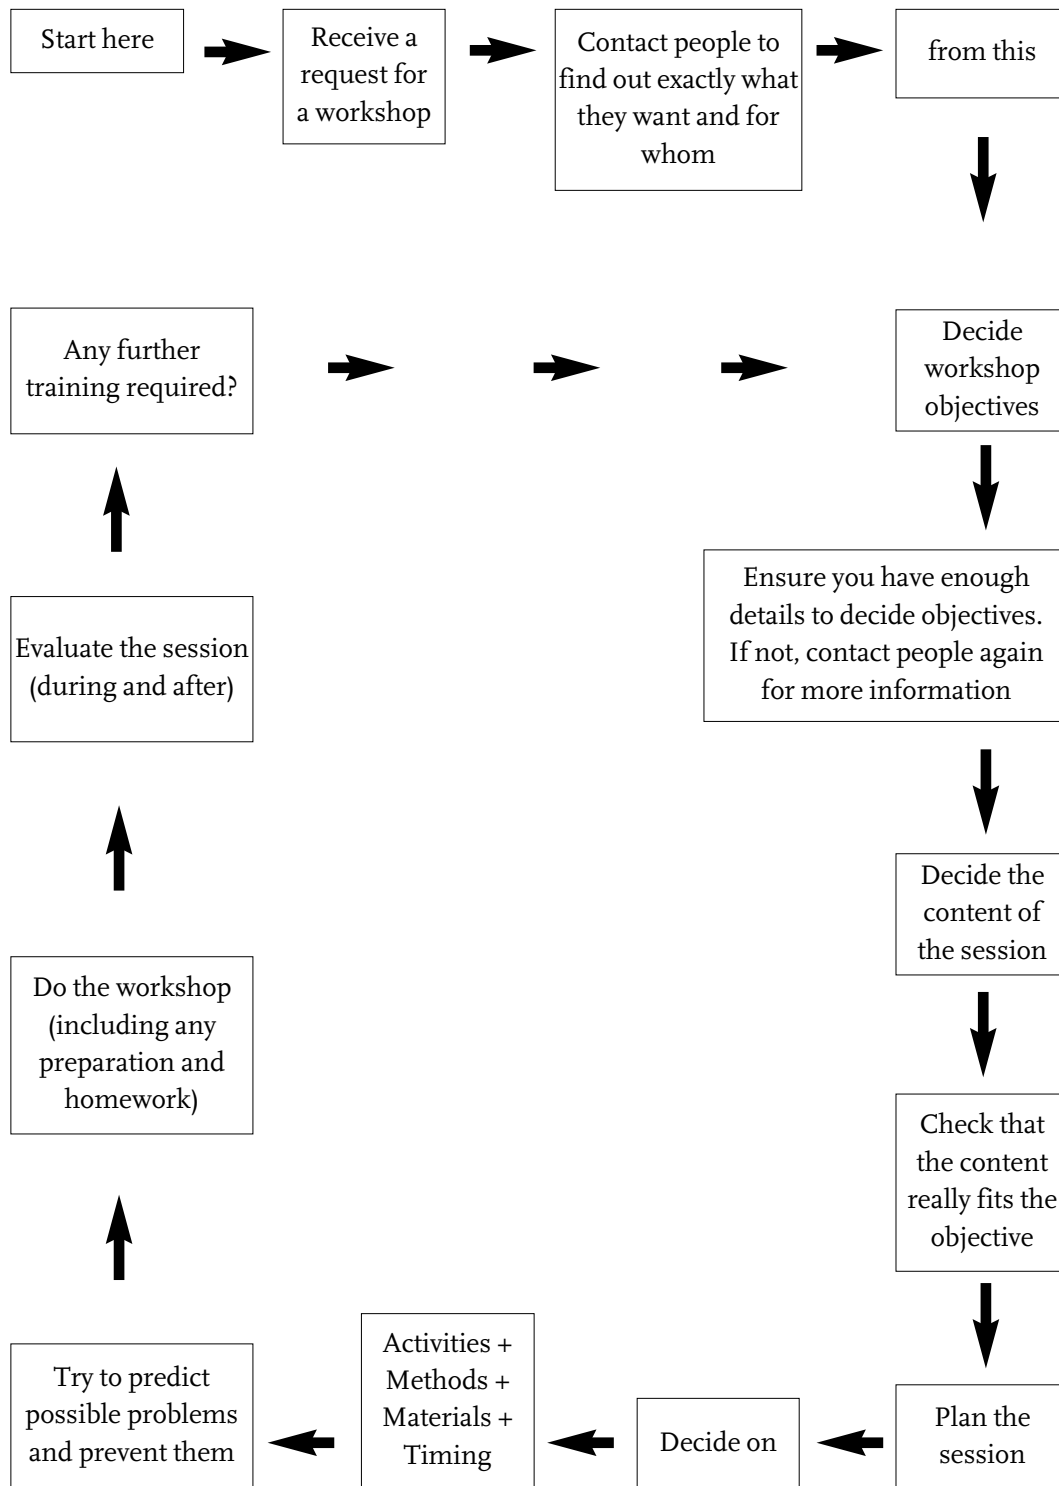 Start here
Receive a
request for
a workshop
Contact people to
find out exactly what
they want and for
whom
from this
Any further
training required?
Decide
workshop
objectives
Ensure you have enough
details to decide objectives.
If not, contact people again
for more information
Evaluate the session
(during and after)
Decide the
content of
the session
Do the workshop
(including any
preparation and
homework)
Check that
the content
really fits the
objective
Plan the
session
Decide on
Activities +
Methods +
Materials +
Timing
Try to predict
possible problems
and prevent them